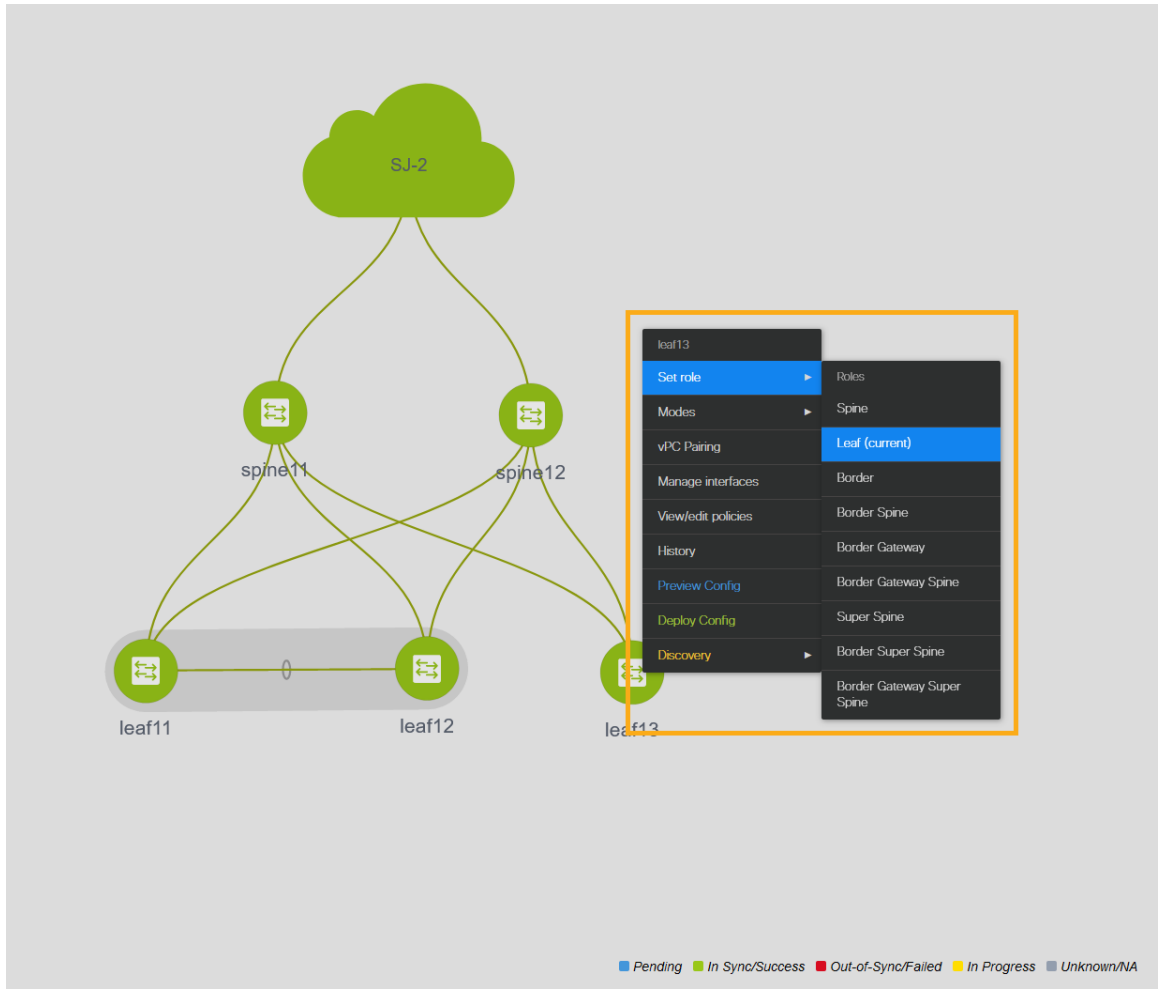 SJ-2
spine11
spine12
leaf11
leaf12
leaf13
leaf13
Set role
Modes
vPC Pairing
Manage interfaces
View/edit policies
History
Preview Config
Deploy Config
Discovery
Roles
Spine
Leaf (current)
Border
Border Spine
Border Gateway
Border Gateway Spine
Super Spine
Border Super Spine
Border Gateway Super
Spine
Pending In Sync/Success Out-of-Sync/Failed In Progress Unknown/NA